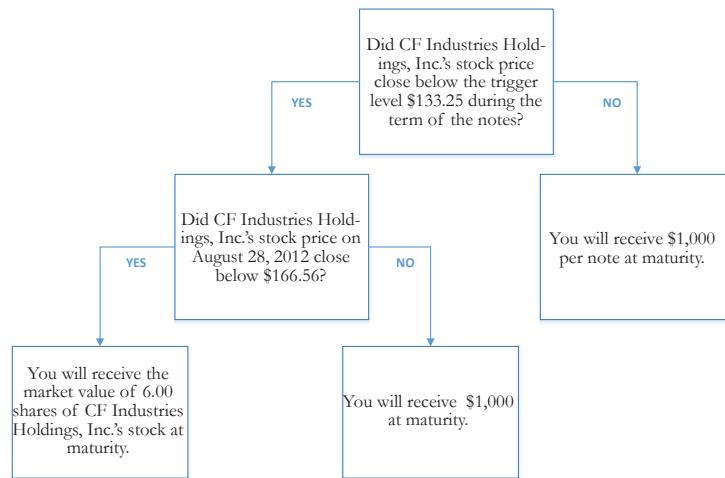 Did CF Industries Hold-
ings, Inc.'s stock price
close below the trigger
level $133.25 during the
term of the notes?
YES
NO
Did CF Industries Hold-
ings, Inc.'s stock price on
August 28, 2012 close
below $166.56?
You will receive $1,000
per note at maturity.
YES
NO
You will receive the
market value of 6.00
shares of CF Industries
Holdings, Inc.'s stock at
maturity.
You will receive $1,000
at maturity.